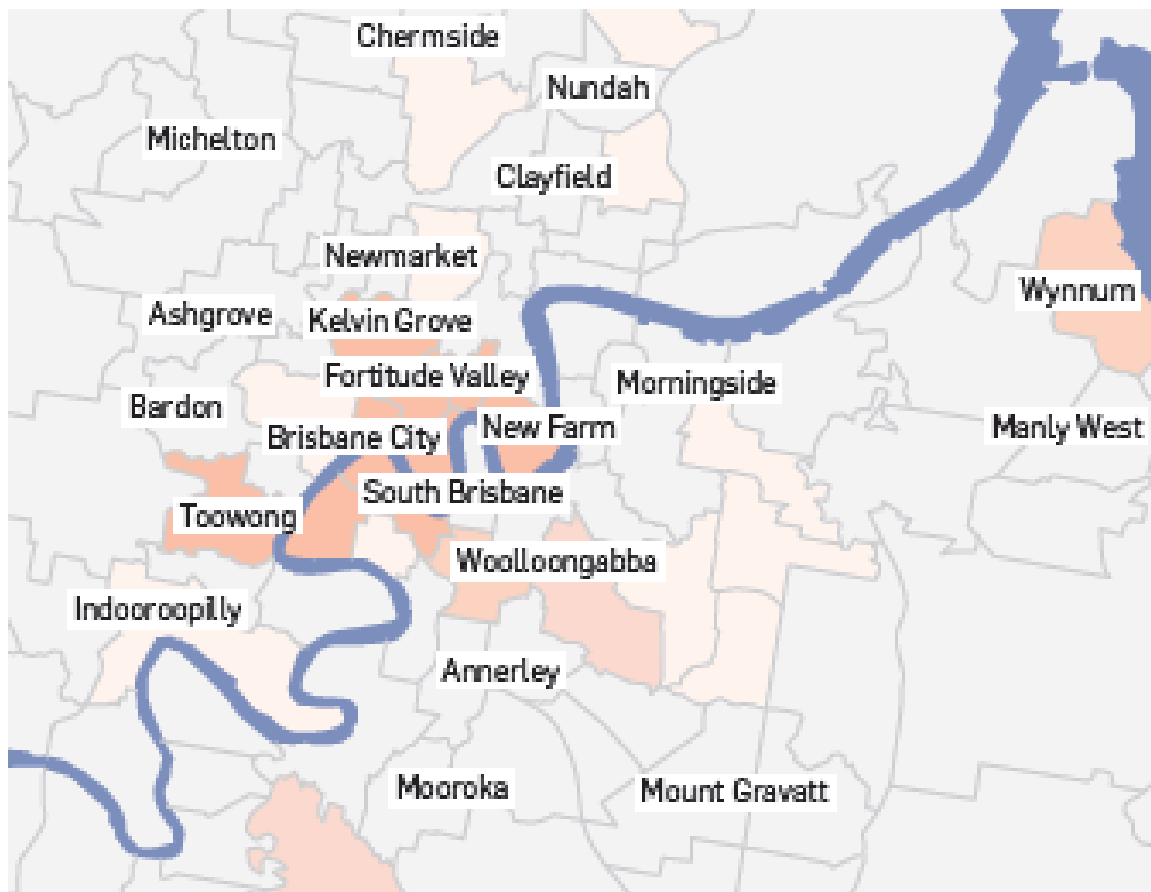 Chermside
Nundah
Michelton
Clayfield
Newmarket
Wynnum
Ashgrove
Kelvin Grove
Fortitude Valley
Morningside
Bardon
Brisbane City
New Farm
Manly West
South Brisbane
Toowong
Woolloongabba
Indooroopilly
Annerley
Mooroka
Mount Gravatt